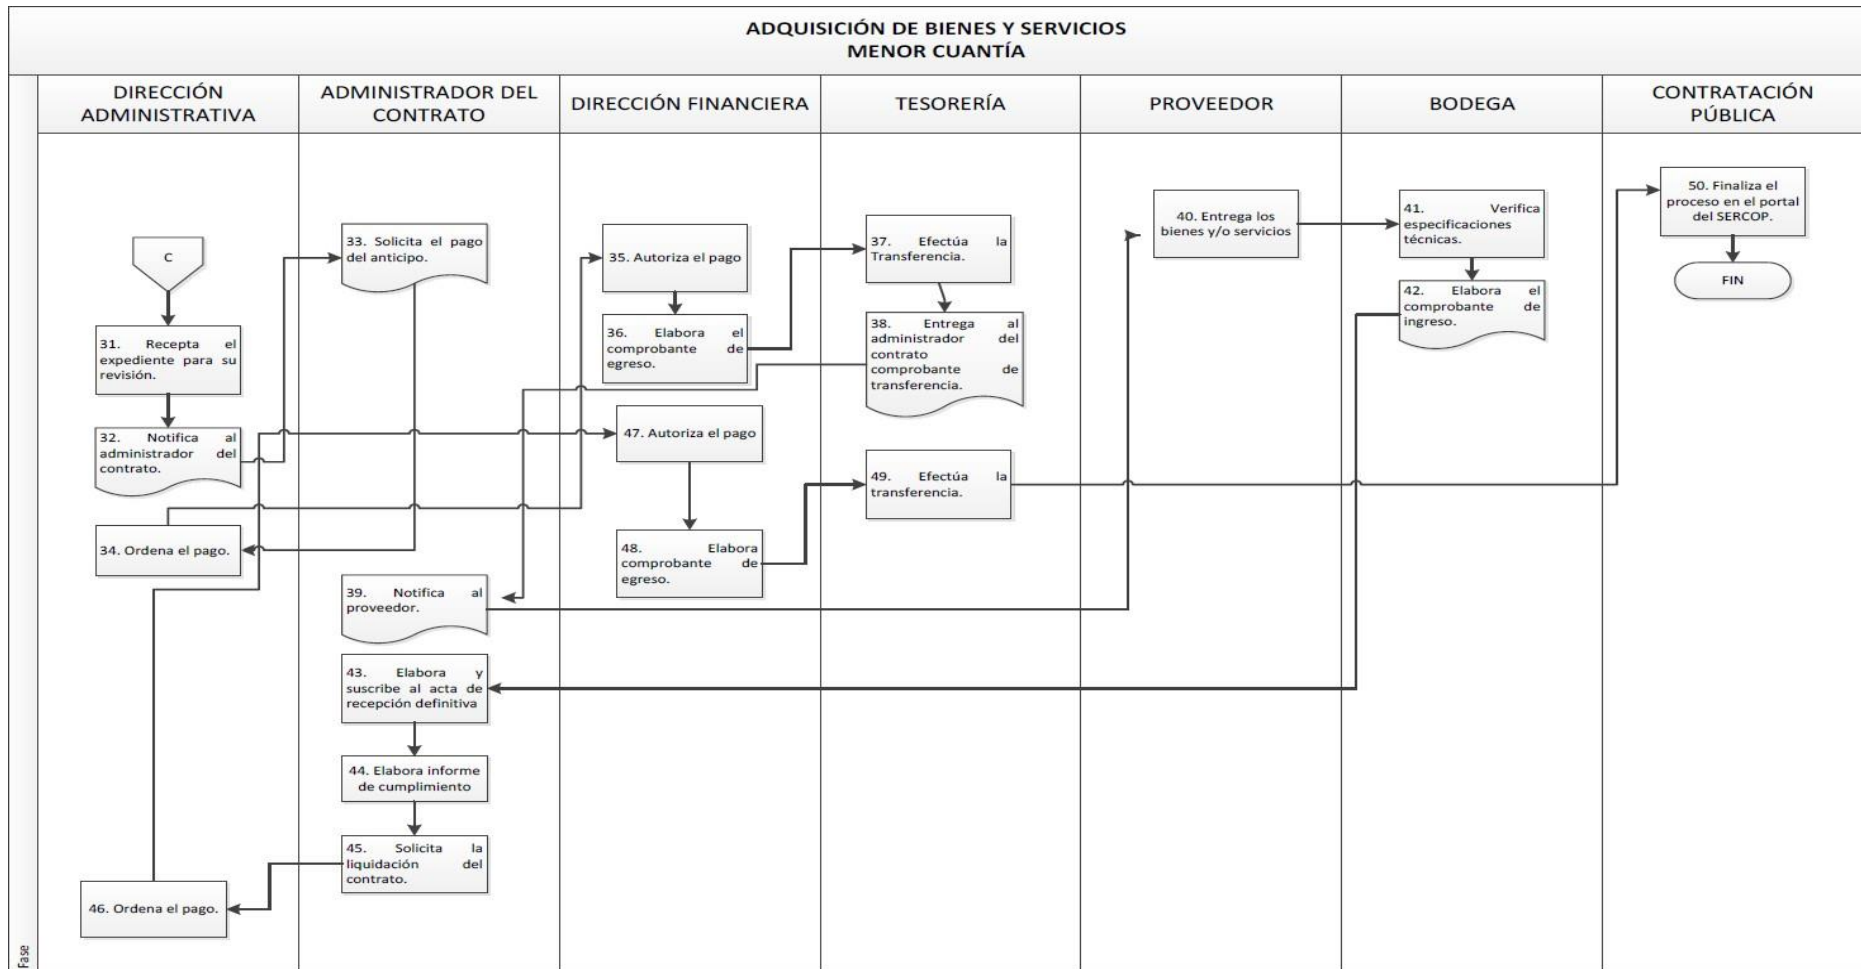 ADQUISICIÓN DE BIENES Y SERVICIOS
MENOR CUANTÍA
DIRECCIÓN
ADMINISTRATIVA
ADMINISTRADOR DEL
CONTRATO
DIRECCIÓN FINANCIERA
TESORERÍA
PROVEEDOR
BODEGA
CONTRATACIÓN
PÚBLICA
C
31. Recepta el
expediente para su
revisión.
32. Notifica al
administrador del
contrato.
33. Solicita el pago
del anticipo.
34. Ordena el pago.
35. Autoriza el pago
36. Elabora el
comprobante de
egreso.
37. Efectúa la
Transferencia.
38. Entrega al
administrador del
contrato
comprobante de
transferencia.
39. Notifica al
proveedor.
40. Entrega los
bienes y/o servicios
41. Verifica
especificaciones
técnicas.
42. Elabora el
comprobante de
ingreso.
43. Elabora y
suscribe al acta de
recepción definitiva
44. Elabora informe
de cumplimiento
45. Solicita la
liquidación del
contrato.
46. Ordena el pago.
47. Autoriza el pago
48. Elabora
comprobante de
egreso.
49. Efectúa la
transferencia.
50. Finaliza el
proceso en el portal
del SERCOP.
FIN
Fase